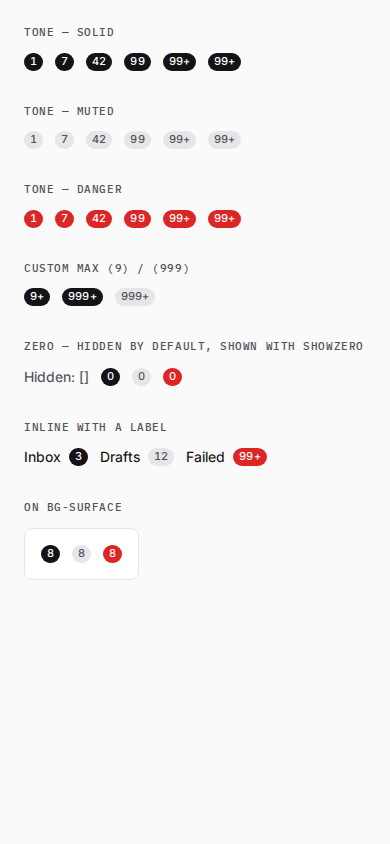 TONE — SOLID
1 7 42 99 99+ 99+
TONE — MUTED
1 7 42 99 99+ 99+
TONE — DANGER
1 7 42 99 99+ 99+
CUSTOM MAX (9) / (999)
9+ 999+ 999+
ZERO — HIDDEN BY DEFAULT, SHOWN WITH SHOWZERO
Hidden: [] 0 0 0
INLINE WITH A LABEL
Inbox 3 Drafts 12 Failed 99+
ON BG-SURFACE
8 8 8